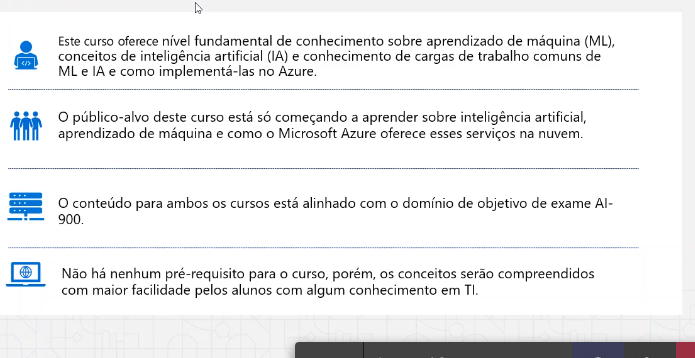 Este curso oferece nível fundamental de conhecimento sobre aprendizado de máquina (ML),
conceitos de inteligência artificial (IA) e conhecimento de cargas de trabalho comuns de
ML e IA e como implementá-las no Azure.
O público-alvo deste curso está só começando a aprender sobre inteligência artificial,
aprendizado de máquina e como o Microsoft Azure oferece esses serviços na nuvem.
O conteúdo para ambos os cursos está alinhado com o domínio de objetivo de exame AI-
900.
Não há nenhum pré-requisito para o curso, porém, os conceitos serão compreendidos
com maior facilidade pelos alunos com algum conhecimento em TI.